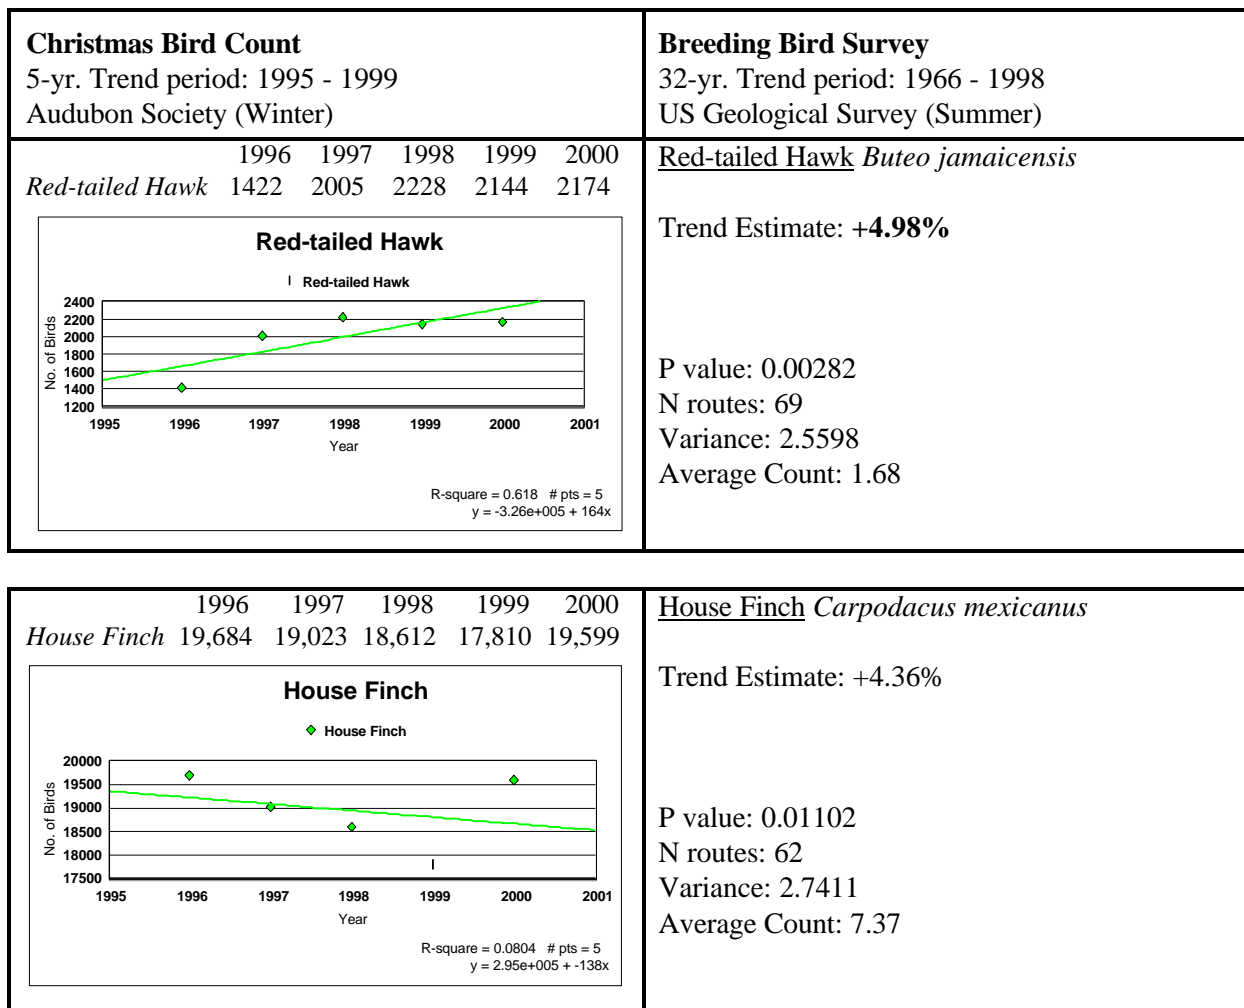 Christmas Bird Count
5-yr. Trend period: 1995 - 1999
Audubon Society (Winter)
Breeding Bird Survey
32-yr. Trend period: 1966 - 1998
US Geological Survey (Summer)
1996 1997 1998 1999 2000
Red-tailed Hawk 1422 2005 2228 2144 2174
Red-tailed Hawk
Red-tailed Hawk
2400
2200
2000
1800
1600
1400
1200
No. of Birds
1995 1996 1997 1998 1999 2000 2001
Year
R-square = 0.618 # pts = 5
y = -3.26e+005 + 164x
Red-tailed Hawk Buteo jamaicensis
Trend Estimate: +4.98%
P value: 0.00282
N routes: 69
Variance: 2.5598
Average Count: 1.68
1996 1997 1998 1999 2000
House Finch 19,684 19,023 18,612 17,810 19,599
House Finch
House Finch
20000
19500
19000
18500
18000
17500
No. of Birds
1995 1996 1997 1998 1999 2000 2001
Year
R-square = 0.0804 # pts = 5
y = 2.95e+005 + -138x
House Finch Carpodacus mexicanus
Trend Estimate: +4.36%
P value: 0.01102
N routes: 62
Variance: 2.7411
Average Count: 7.37